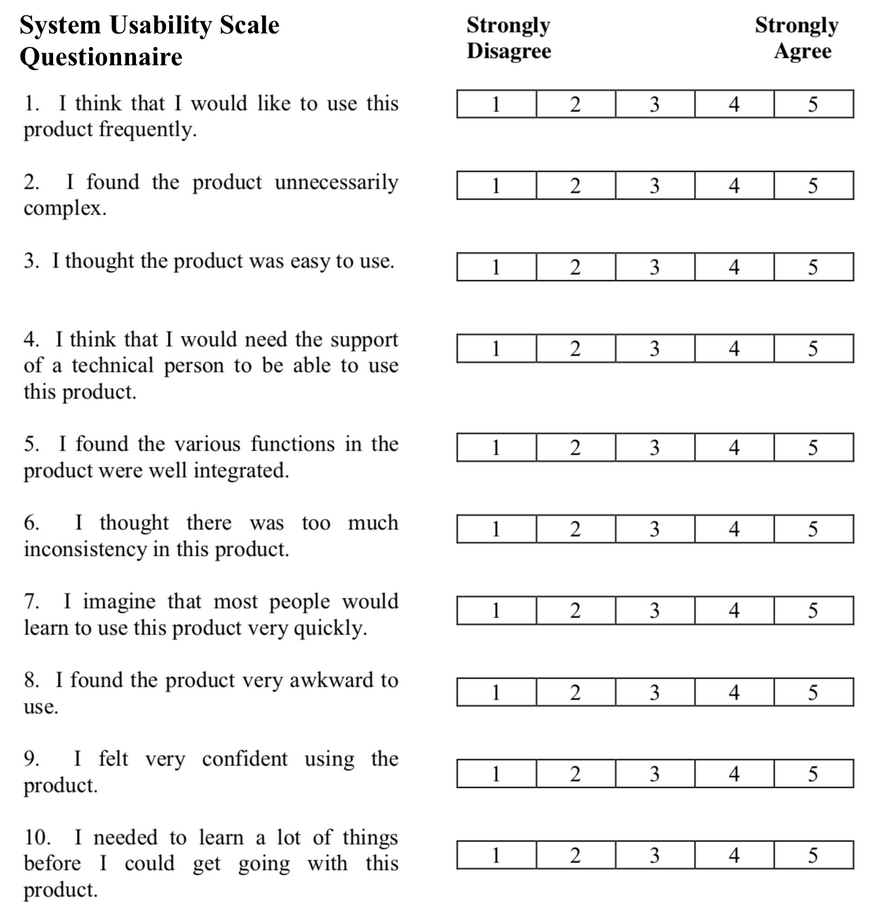 System Usability Scale
Questionnaire
Strongly
Disagree
Strongly
Agree
1. I think that I would like to use this
product frequently.
1 2 3 4 5
2. I found the product unnecessarily
complex.
1 2 3 4 5
3. I thought the product was easy to use.
1 2 3 4 5
4. I think that I would need the support
of a technical person to be able to use
this product.
1 2 3 4 5
5. I found the various functions in the
product were well integrated.
1 2 3 4 5
6. I thought there was too much
inconsistency in this product.
1 2 3 4 5
7. I imagine that most people would
learn to use this product very quickly.
1 2 3 4 5
8. I found the product very awkward to
use.
1 2 3 4 5
9. I felt very confident using the
product.
1 2 3 4 5
10. I needed to learn a lot of things
before I could get going with this
product.
1 2 3 4 5